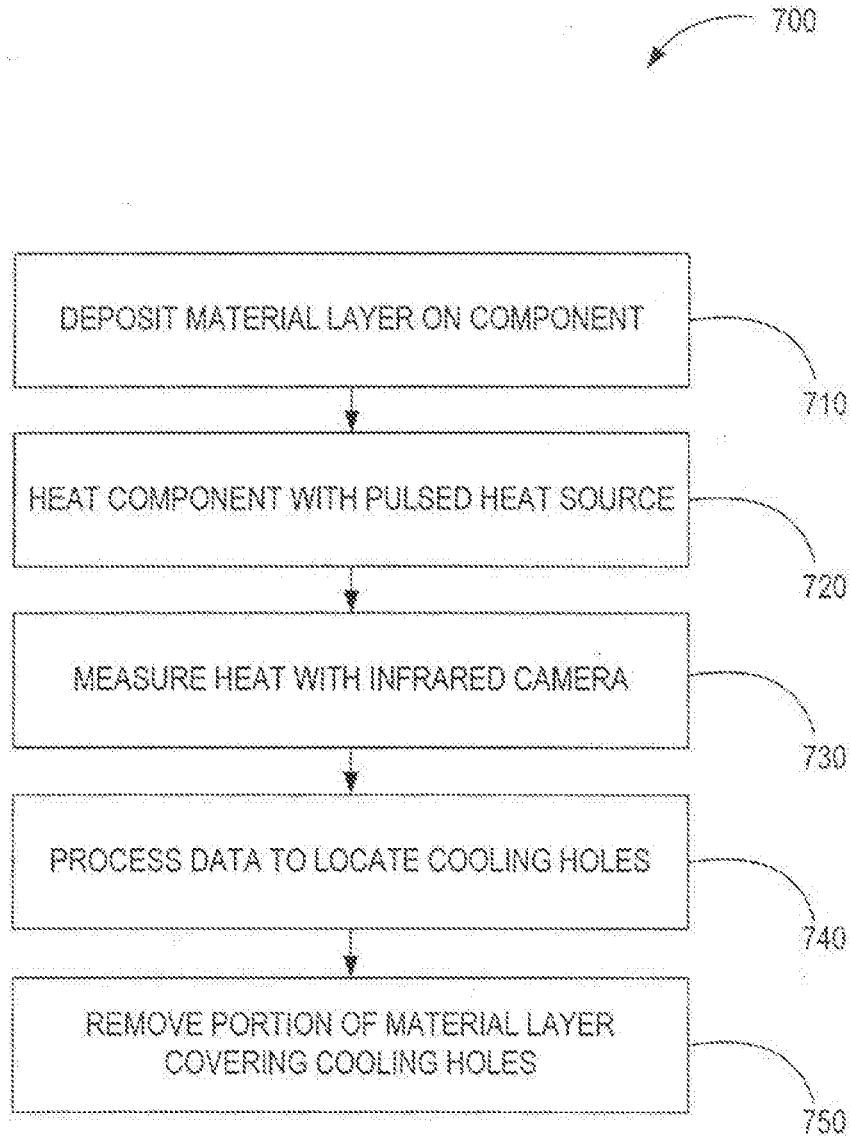 700
DEPOSIT MATERIAL LAYER ON COMPONENT
710
HEAT COMPONENT WITH PULSED HEAT SOURCE
720
MEASURE HEAT WITH INFRARED CAMERA
730
PROCESS DATA TO LOCATE COOLING HOLES
740
REMOVE PORTION OF MATERIAL LAYER
COVERING COOLING HOLES
750